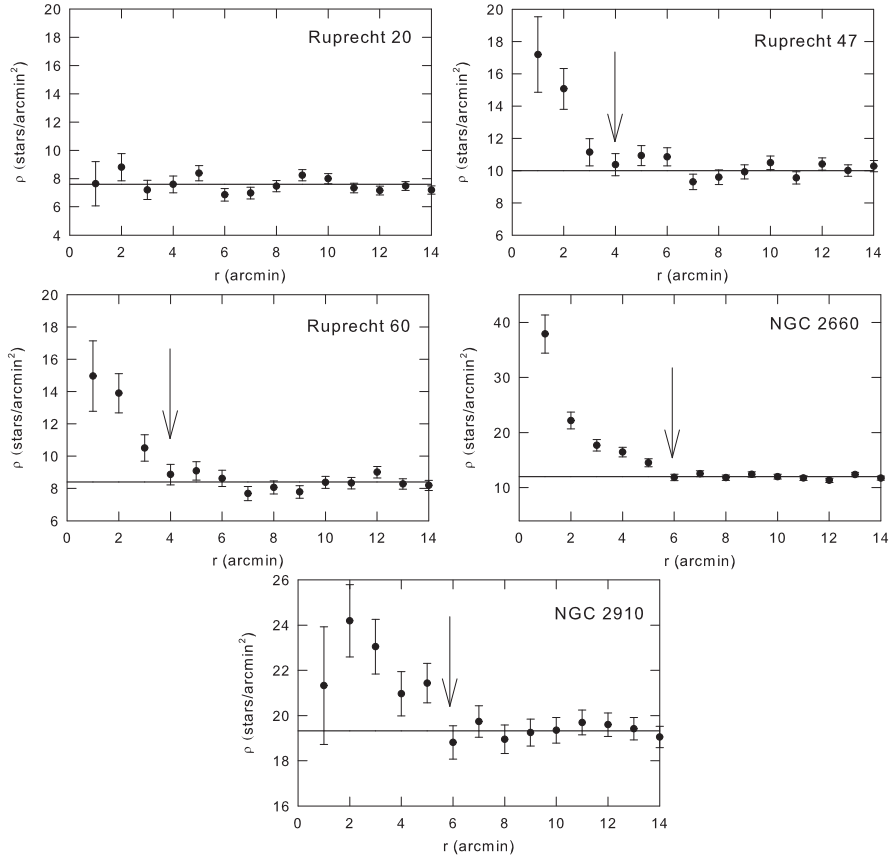 Ruprecht 20
ρ (stars/arcmin²)
20
18
16
14
12
10
8
6
4
0 2 4 6 8 10 12 14
r (arcmin)
Ruprecht 47
ρ (stars/arcmin²)
20
18
16
14
12
10
8
6
0 2 4 6 8 10 12 14
r (arcmin)
Ruprecht 60
ρ (stars/arcmin²)
20
18
16
14
12
10
8
6
0 2 4 6 8 10 12 14
r (arcmin)
NGC 2660
ρ (stars/arcmin²)
40
30
20
10
0 2 4 6 8 10 12 14
r (arcmin)
NGC 2910
ρ (stars/arcmin²)
26
24
22
20
18
16
0 2 4 6 8 10 12 14
r (arcmin)